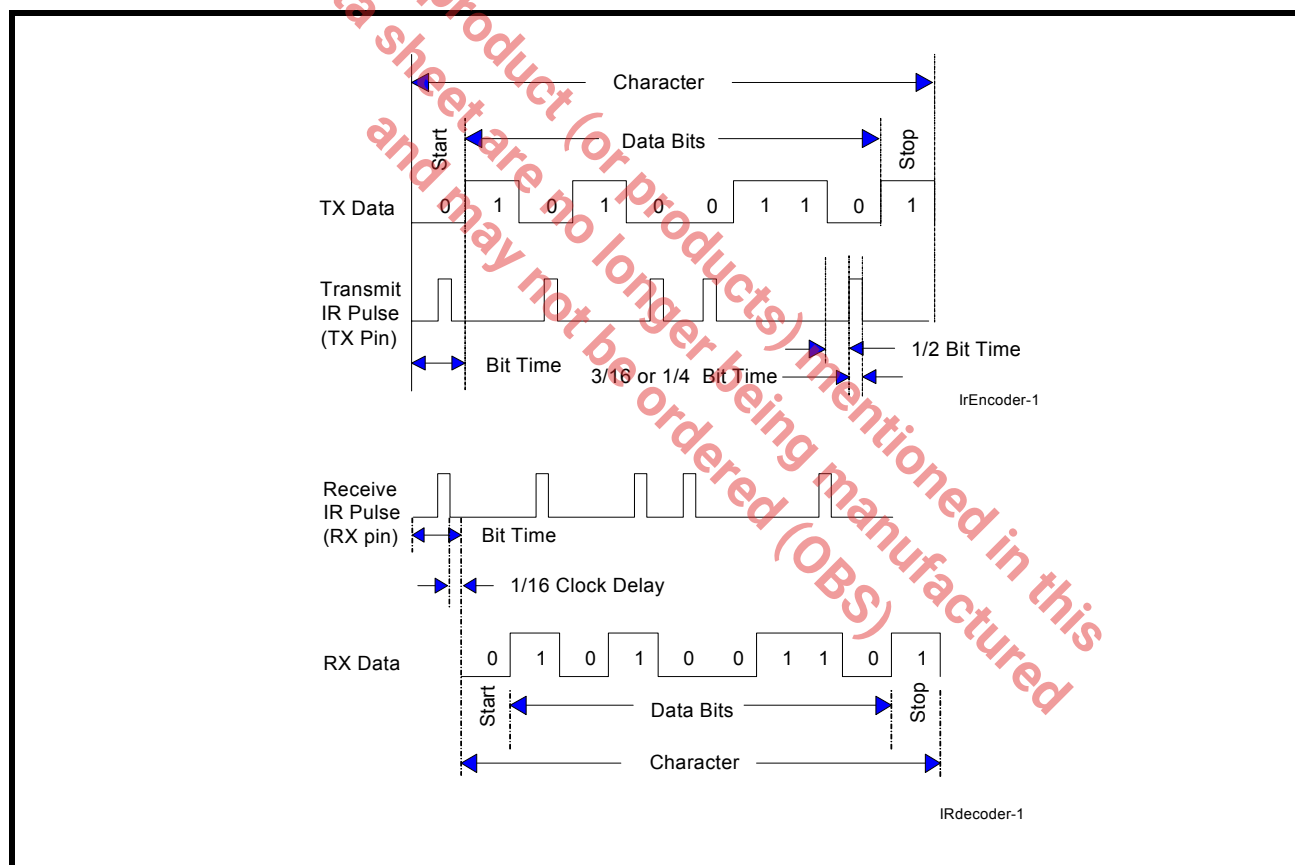 product (or products) mentioned in this
ta sheet are no longer being manufactured
and may not be ordered (OBS)
Character
Start
Data Bits
Stop
TX Data
0 1 0 1 0 0 1 1 0 1
Transmit
IR Pulse
(TX Pin)
Bit Time
1/2 Bit Time
3/16 or 1/4 Bit Time
IrEncoder-1
Receive
IR Pulse
(RX pin)
Bit Time
1/16 Clock Delay
RX Data
0 1 0 1 0 0 1 1 0 1
Start
Data Bits
Stop
Character
IRdecoder-1